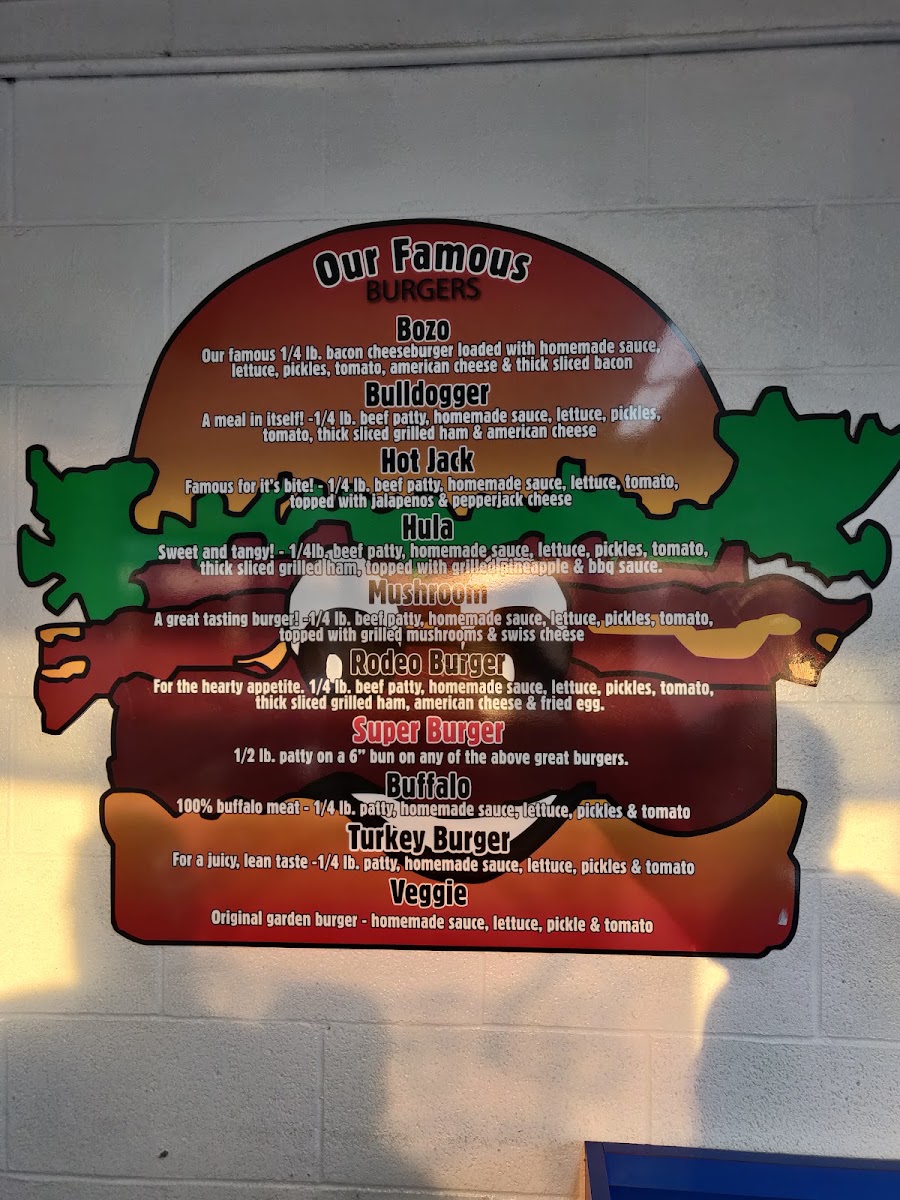 Our Famous
BURGERS
Bozo
Our famous 1/4 lb. bacon cheeseburger loaded with homemade sauce,
lettuce, pickles, tomato, american cheese & thick sliced bacon
Bulldogger
A meal in itself! -1/4 lb. beef patty, homemade sauce, lettuce, pickles,
tomato, thick sliced grilled ham & american cheese
Hot Jack
Famous for it's bite! - 1/4 lb. beef patty, homemade sauce, lettuce, tomato,
topped with jalapenos & pepperjack cheese
Hula
Sweet and tangy! - 1/4lb. beef patty, homemade sauce, lettuce, pickles, tomato,
thick sliced grilled ham, topped with grilled pineapple & bbq sauce.
Mushroom
A great tasting burger! -1/4 lb. beef patty, homemade sauce, lettuce, pickles, tomato,
topped with grilled mushrooms & swiss cheese
Rodeo Burger
For the hearty appetite. 1/4 lb. beef patty, homemade sauce, lettuce, pickles, tomato,
thick sliced grilled ham, american cheese & fried egg.
Super Burger
1/2 lb. patty on a 6" bun on any of the above great burgers.
Buffalo
100% buffalo meat - 1/4 lb. patty, homemade sauce, lettuce, pickles & tomato
Turkey Burger
For a juicy, lean taste -1/4 lb. patty, homemade sauce, lettuce, pickles & tomato
Veggie
Original garden burger - homemade sauce, lettuce, pickle & tomato